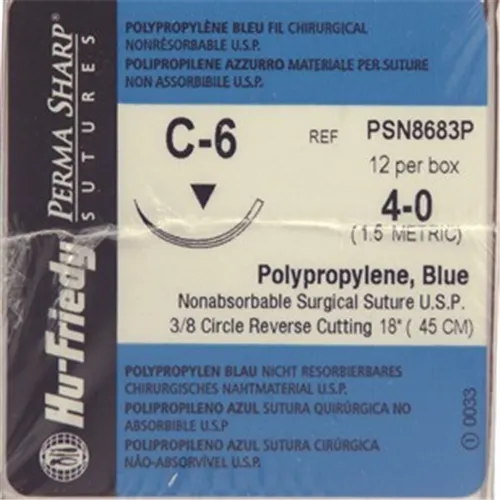 Hu-Friedy
PERMA SHARP®
SUTURES
POLYPROPYLÈNE BLEU FIL CHIRURGICAL
NONRÉSORBABLE U.S.P.
POLIPROPILENE AZZURRO MATERIALE PER SUTURE
NON ASSORBIBILE U.S.P.
C-6
REF PSN8683P
12 per box
4-0
(1.5 METRIC)
Polypropylene, Blue
Nonabsorbable Surgical Suture U.S.P.
3/8 Circle Reverse Cutting 18" ( 45 CM)
POLYPROPYLEN BLAU NICHT RESORBIERBARES
CHIRURGISCHES NAHTMATERIAL U.S.P.
POLIPROPILENO AZUL SUTURA QUIRÚRGICA NO
ABSORBIBLE U.S.P
POLIPROPILENO AZUL SUTURA CIRÚRGICA
NÃO-ABSORVÍVEL U.S.P.
0033